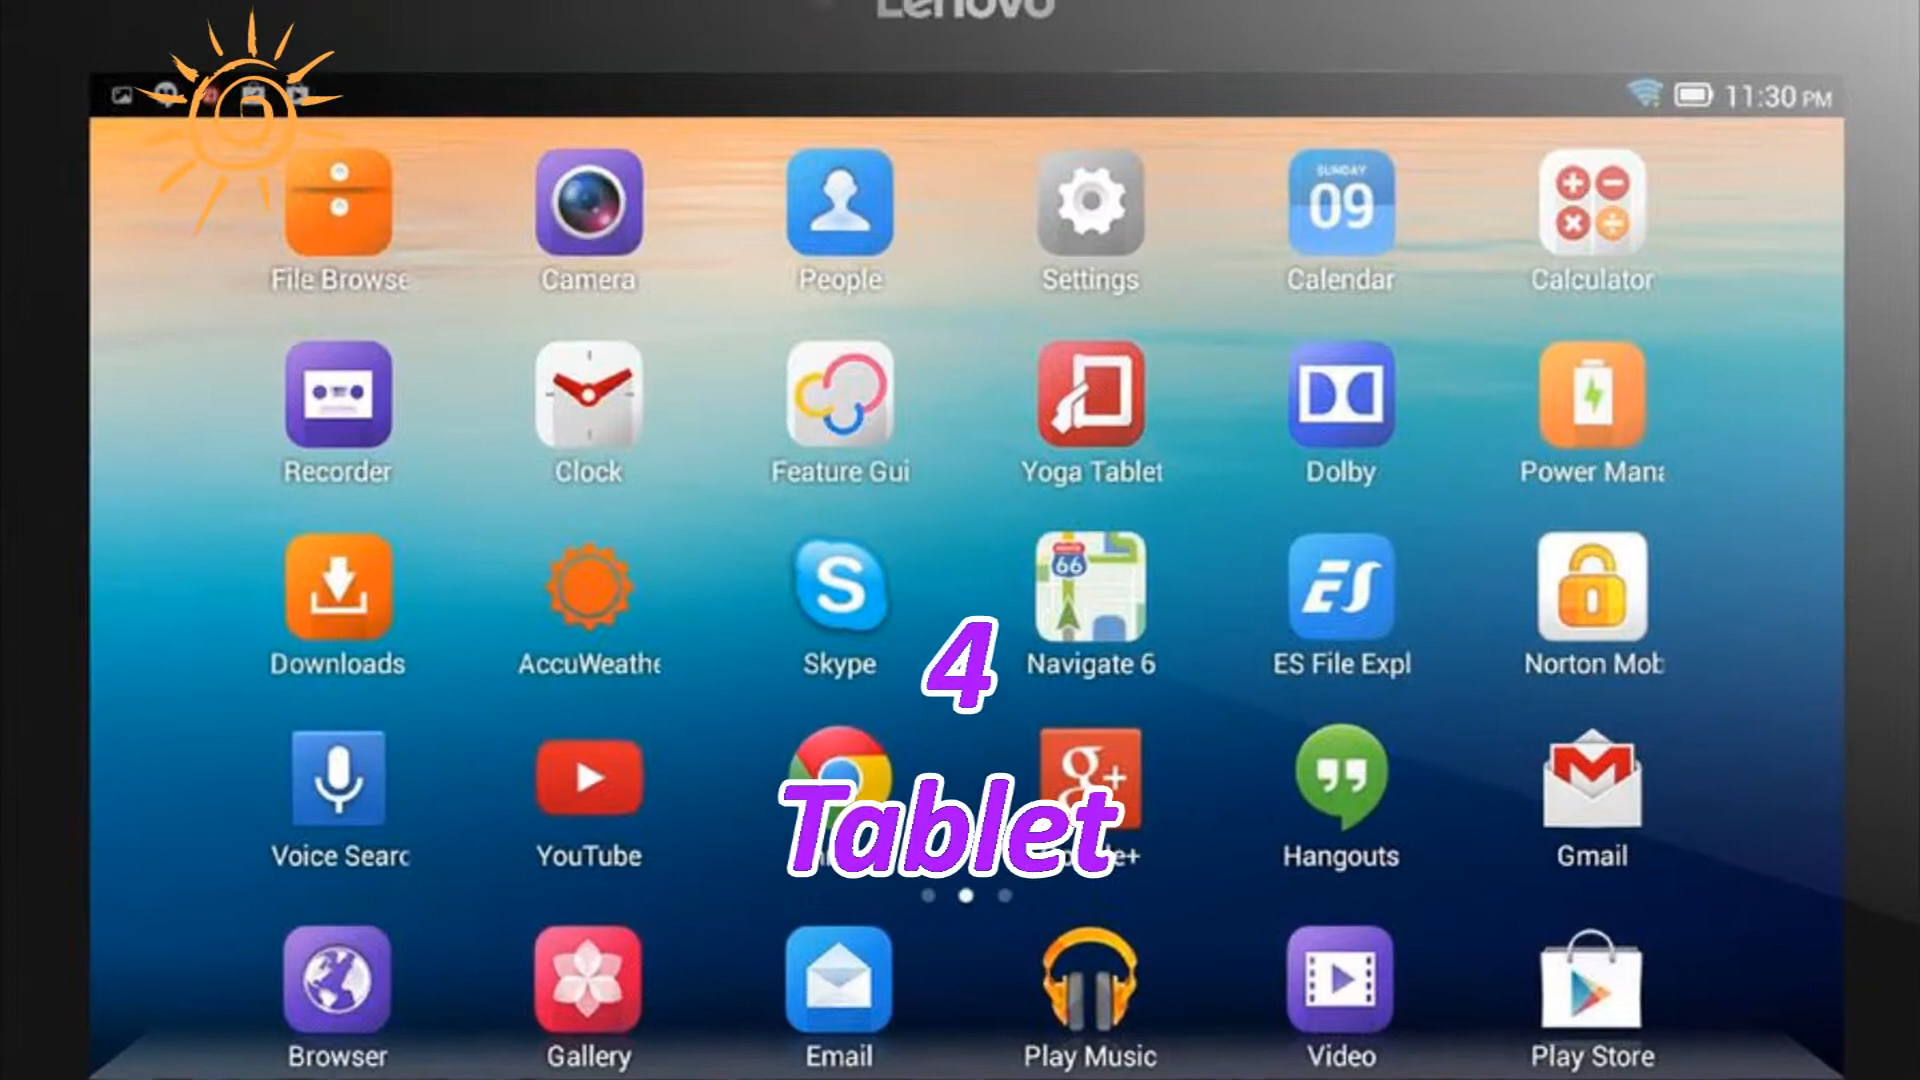 Lenovo
11:30 PM
SUNDAY
09
File Browse
Camera
People
Settings
Calendar
Calculator
Recorder
Clock
Feature Gui
Yoga Tablet
Dolby
Power Mana
66
ES
S
Downloads
AccuWeathe
Skype
Navigate 6
ES File Expl
Norton Mob
4
g+
Voice Searc
YouTube
Hangouts
Gmail
Tablet
Browser
Gallery
Email
Play Music
Video
Play Store